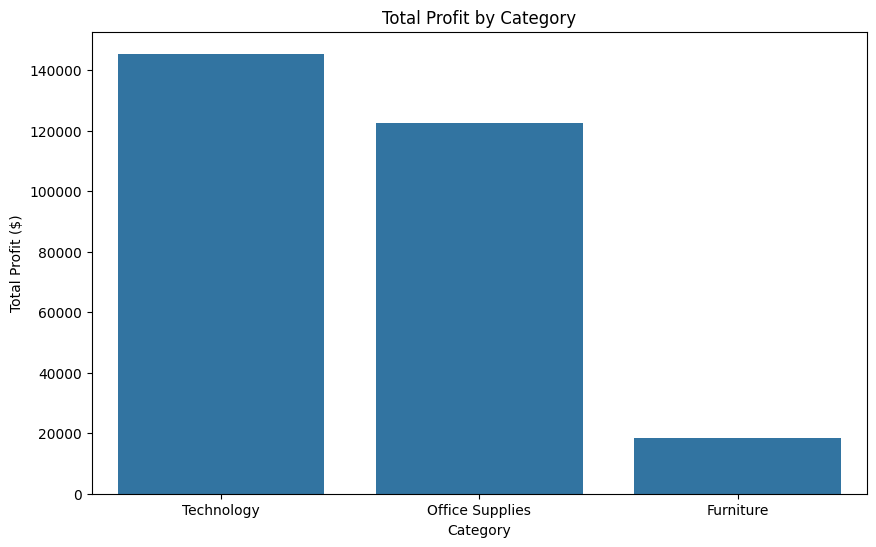 Total Profit by Category
Total Profit ($)
140000
120000
100000
80000
60000
40000
20000
0
Technology
Office Supplies
Furniture
Category